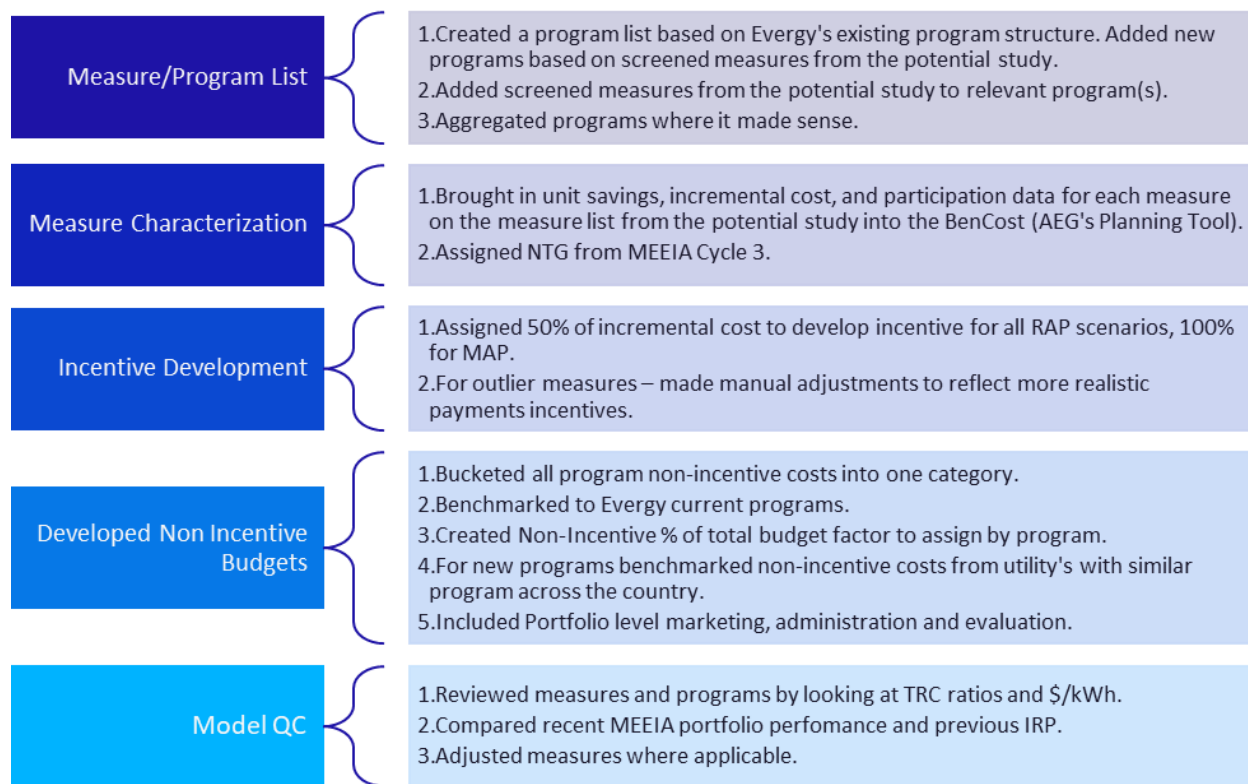 Measure/Program List
1.Created a program list based on Evergy's existing program structure. Added new
programs based on screened measures from the potential study.
2.Added screened measures from the potential study to relevant program(s).
3.Aggregated programs where it made sense.
Measure Characterization
1.Brought in unit savings, incremental cost, and participation data for each measure
on the measure list from the potential study into the BenCost (AEG's Planning Tool).
2.Assigned NTG from MEEIA Cycle 3.
Incentive Development
1.Assigned 50% of incremental cost to develop incentive for all RAP scenarios, 100%
for MAP.
2.For outlier measures – made manual adjustments to reflect more realistic
payments incentives.
Developed Non Incentive
Budgets
1.Bucketed all program non-incentive costs into one category.
2.Benchmarked to Evergy current programs.
3.Created Non-Incentive % of total budget factor to assign by program.
4.For new programs benchmarked non-incentive costs from utility's with similar
program across the country.
5.Included Portfolio level marketing, administration and evaluation.
Model QC
1.Reviewed measures and programs by looking at TRC ratios and $/kWh.
2.Compared recent MEEIA portfolio perfomance and previous IRP.
3.Adjusted measures where applicable.